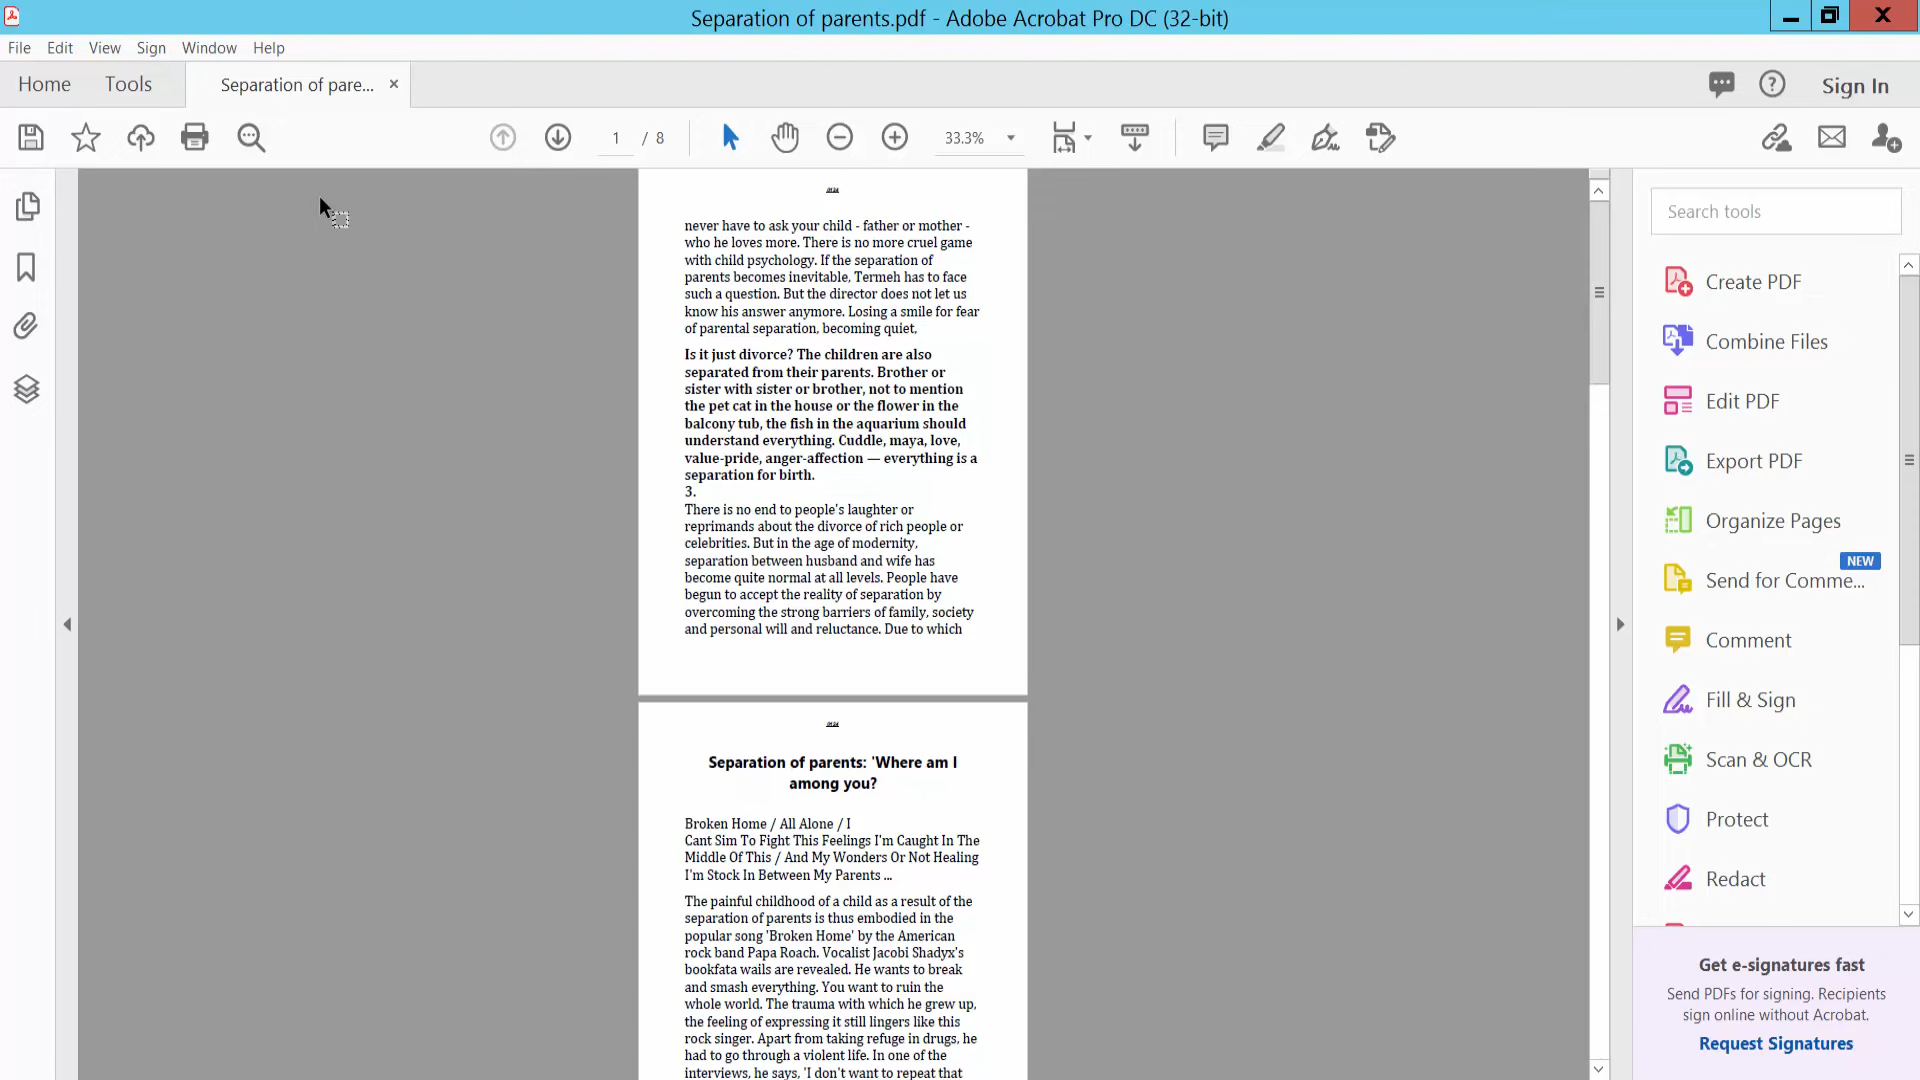 Separation of parents.pdf - Adobe Acrobat Pro DC (32-bit)
File Edit View Sign Window Help
Home Tools Separation of pare... Sign In
1 / 8 33.3%
never have to ask your child - father or mother -
who he loves more. There is no more cruel game
with child psychology. If the separation of
parents becomes inevitable, Termeh has to face
such a question. But the director does not let us
know his answer anymore. Losing a smile for fear
of parental separation, becoming quiet,
Is it just divorce? The children are also
separated from their parents. Brother or
sister with sister or brother, not to mention
the pet cat in the house or the flower in the
balcony tub, the fish in the aquarium should
understand everything. Cuddle, maya, love,
value-pride, anger-affection — everything is a
separation for birth.
3.
There is no end to people's laughter or
reprimands about the divorce of rich people or
celebrities. But in the age of modernity,
separation between husband and wife has
become quite normal at all levels. People have
begun to accept the reality of separation by
overcoming the strong barriers of family, society
and personal will and reluctance. Due to which
Separation of parents: 'Where am I
among you?
Broken Home / All Alone / I
Cant Sim To Fight This Feelings I'm Caught In The
Middle Of This / And My Wonders Or Not Healing
I'm Stock In Between My Parents ...
The painful childhood of a child as a result of the
separation of parents is thus embodied in the
popular song 'Broken Home' by the American
rock band Papa Roach. Vocalist Jacobi Shadyx's
bookfata wails are revealed. He wants to break
and smash everything. You want to ruin the
whole world. The trauma with which he grew up,
the feeling of expressing it still lingers like this
rock singer. Apart from taking refuge in drugs, he
had to go through a violent life. In one of the
interviews, he says, 'I don't want to repeat that
Search tools
Create PDF
Combine Files
Edit PDF
Export PDF
Organize Pages
NEW
Send for Comme...
Comment
Fill & Sign
Scan & OCR
Protect
Redact
Get e-signatures fast
Send PDFs for signing. Recipients
sign online without Acrobat.
Request Signatures